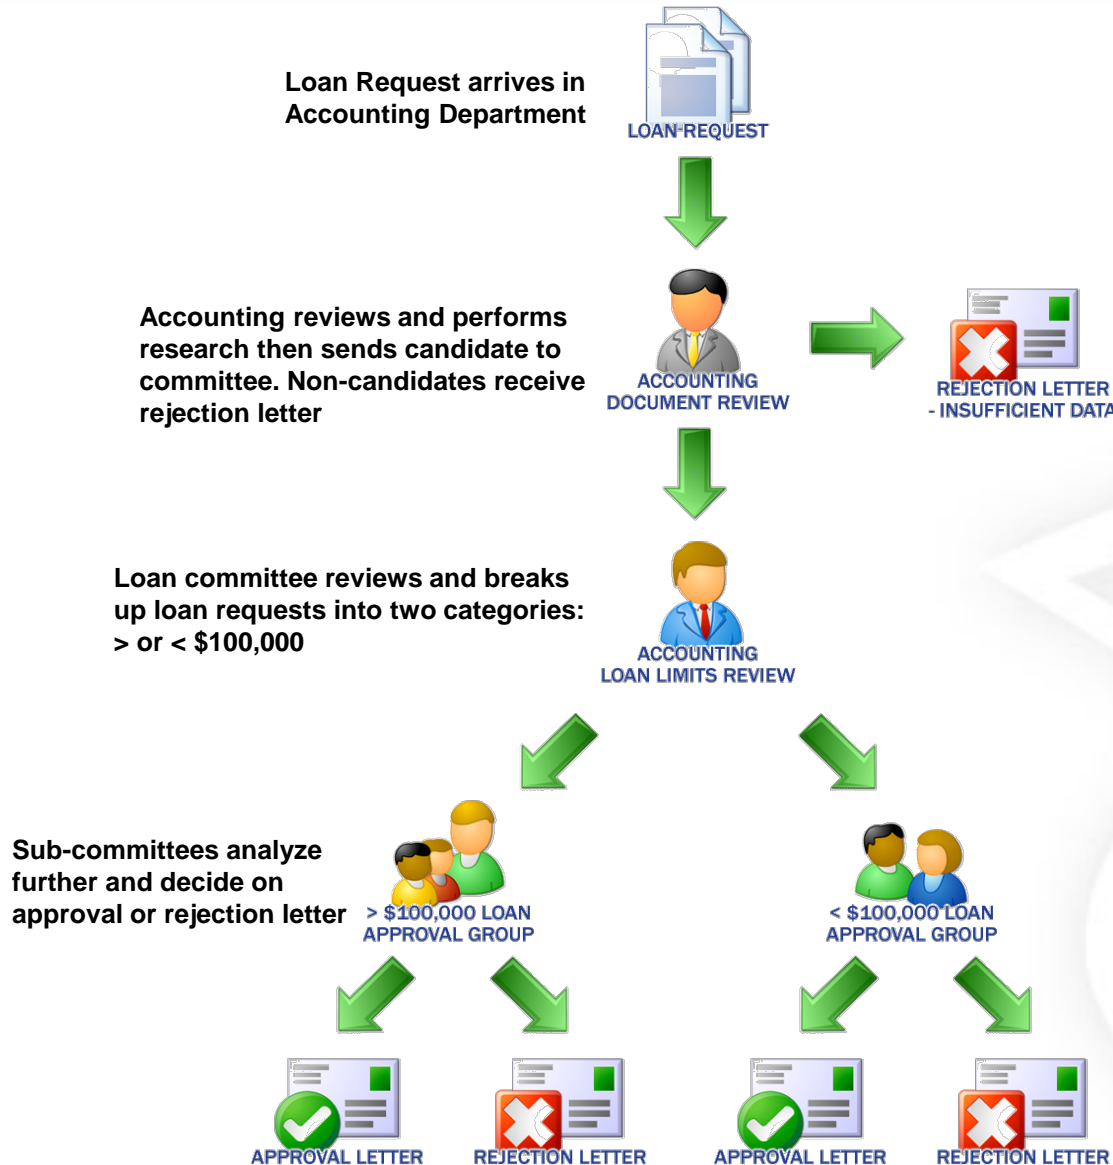 Loan Request arrives in
Accounting Department
LOAN REQUEST
Accounting reviews and performs
research then sends candidate to
committee. Non-candidates receive
rejection letter
ACCOUNTING
DOCUMENT REVIEW
REJECTION LETTER
- INSUFFICIENT DATA
Loan committee reviews and breaks
up loan requests into two categories:
> or < $100,000
ACCOUNTING
LOAN LIMITS REVIEW
Sub-committees analyze
further and decide on
approval or rejection letter
> $100,000 LOAN
APPROVAL GROUP
< $100,000 LOAN
APPROVAL GROUP
APPROVAL LETTER
REJECTION LETTER
APPROVAL LETTER
REJECTION LETTER